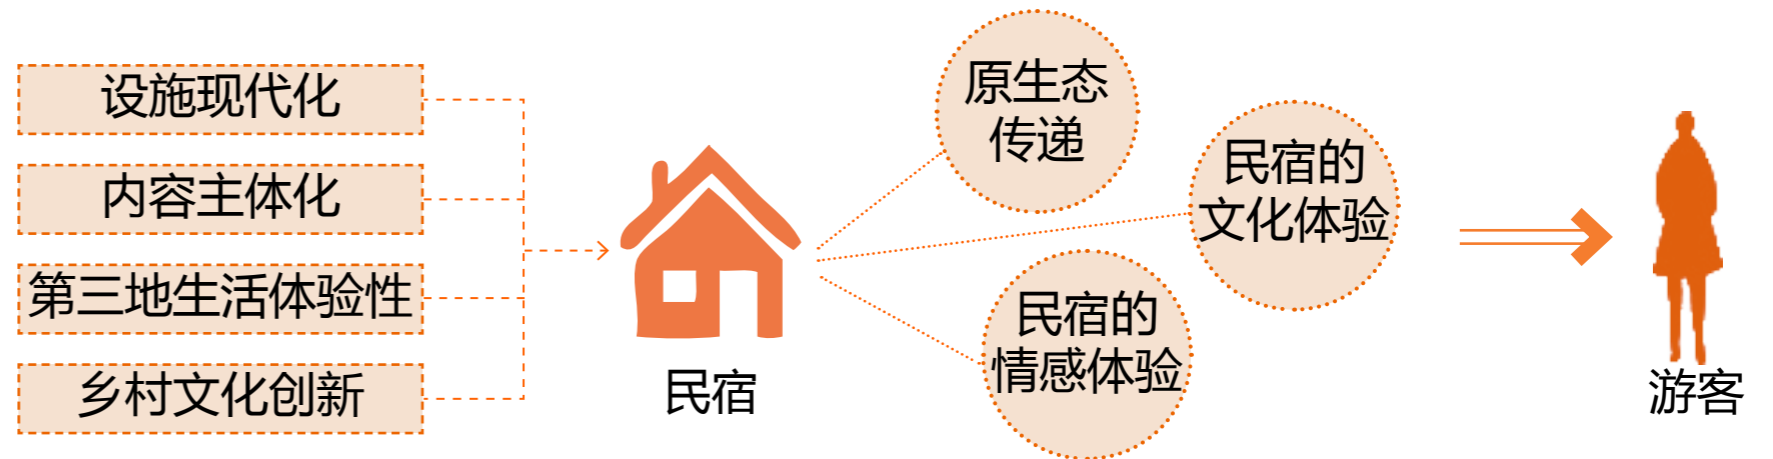 设施现代化
内容主体化
第三地生活体验性
乡村文化创新
民宿
原生态
传递
民宿的
文化体验
民宿的
情感体验
游客